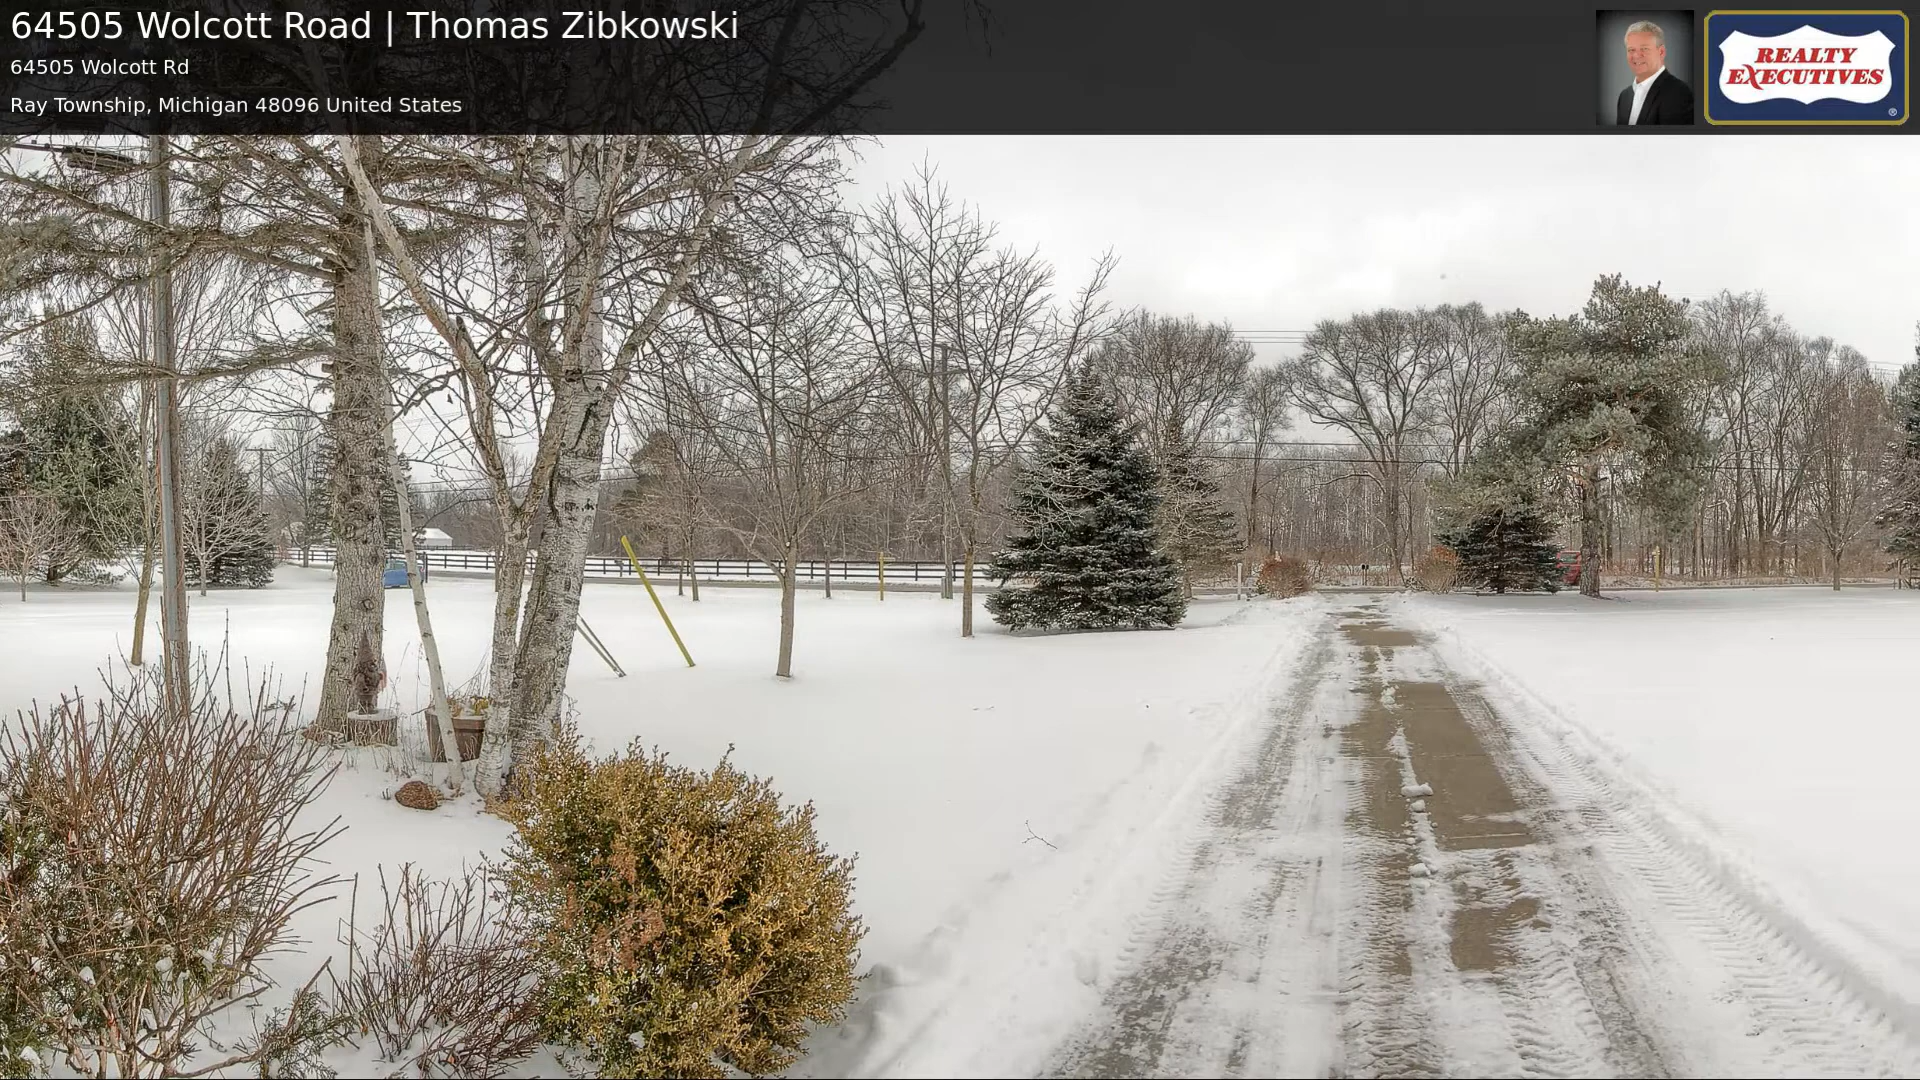 64505 Wolcott Road | Thomas Zibkowski
64505 Wolcott Rd
Ray Township, Michigan 48096 United States
REALTY
EXECUTIVES
®